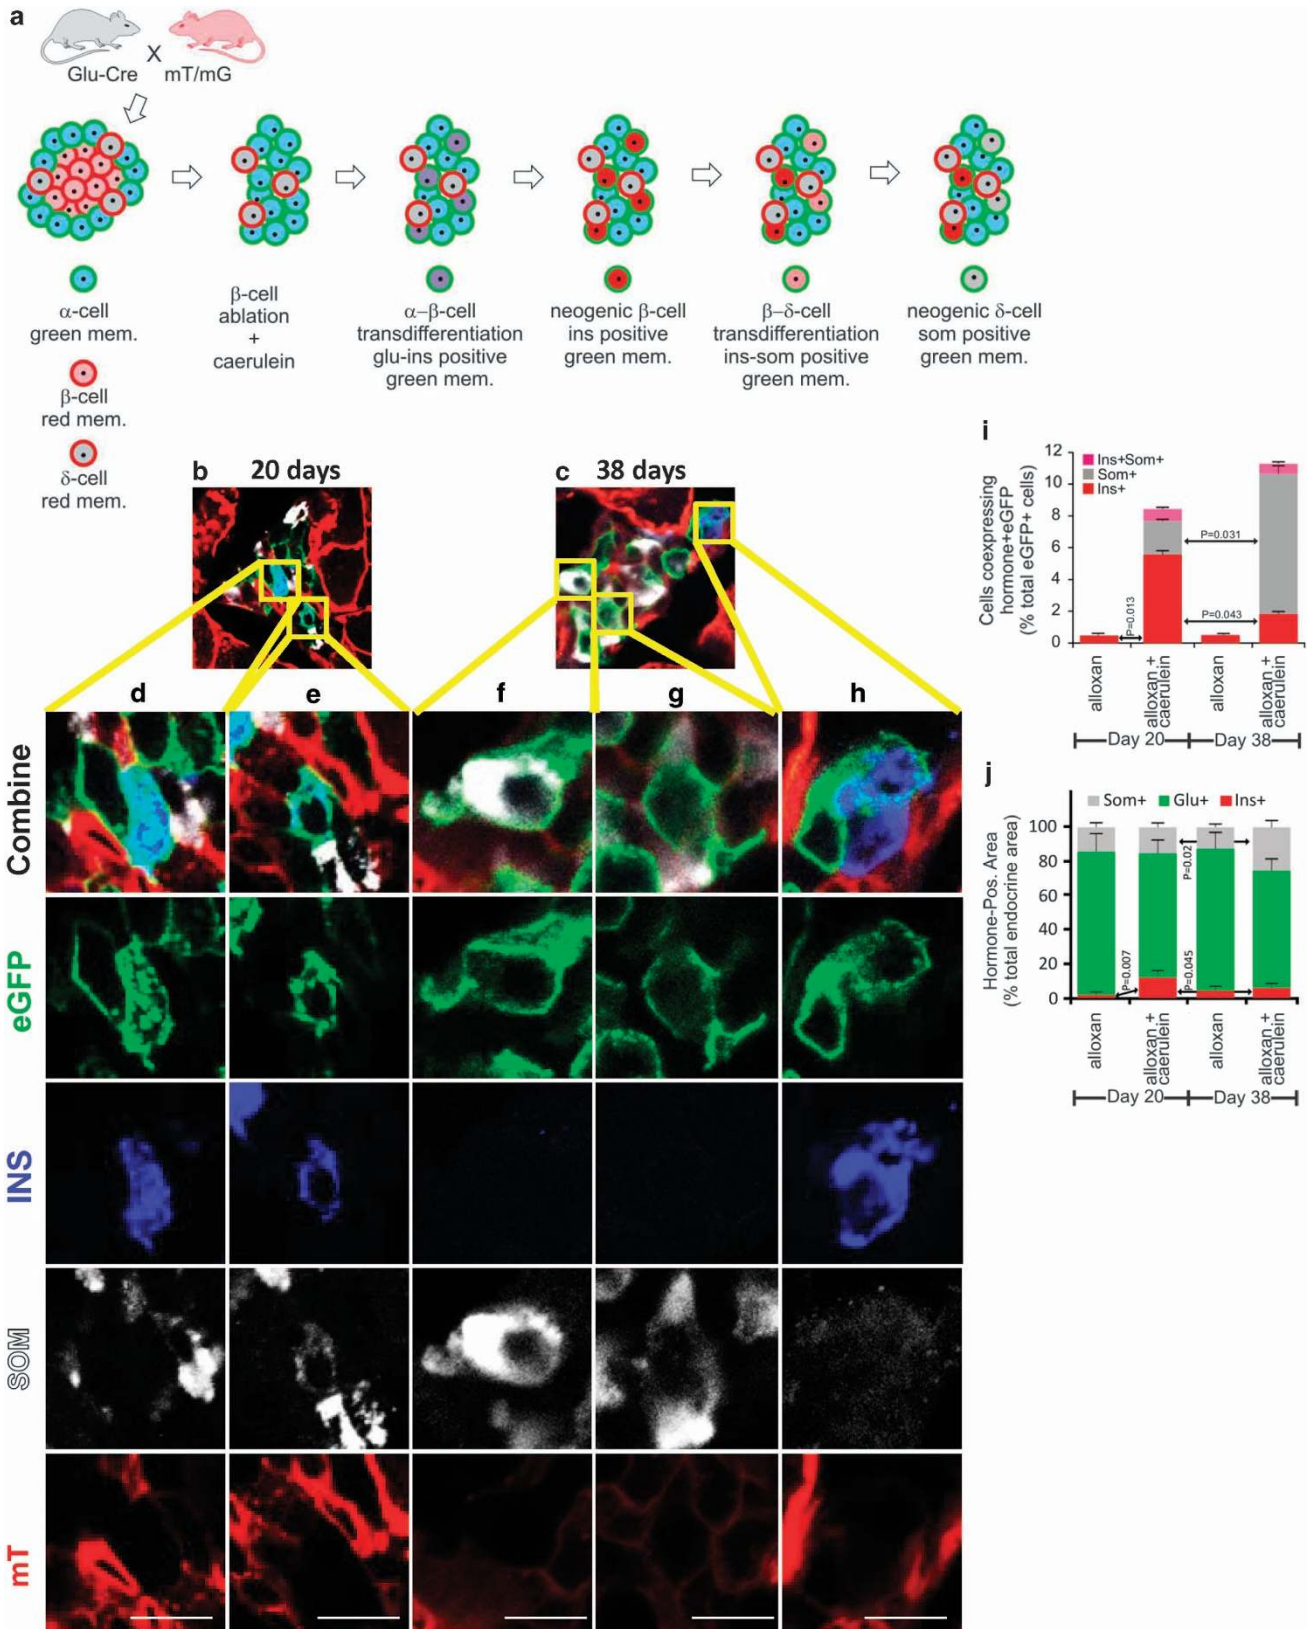 a
Glu-Cre X mT/mG
α-cell
green mem.
β-cell
red mem.
δ-cell
red mem.
β-cell
ablation
+
caerulein
α–β-cell
transdifferentiation
glu-ins positive
green mem.
neogenic β-cell
ins positive
green mem.
β–δ-cell
transdifferentiation
ins-som positive
green mem.
neogenic δ-cell
som positive
green mem.
b 20 days
c 38 days
d e f g h
Combine
eGFP
INS
SOM
mT
i
Cells coexpressing
hormone+eGFP
(% total eGFP+ cells)
12
10
8
6
4
2
0
Ins+Som+
Som+
Ins+
P=0.013
P=0.031
P=0.043
alloxan
alloxan +
caerulein
alloxan
alloxan +
caerulein
Day 20 Day 38
j
Som+ Glu+ Ins+
Hormone-Pos. Area
(% total endocrine area)
100
80
60
40
20
0
P=0.007
P=0.02
P=0.045
alloxan
alloxan +
caerulein
alloxan
alloxan +
caerulein
Day 20 Day 38